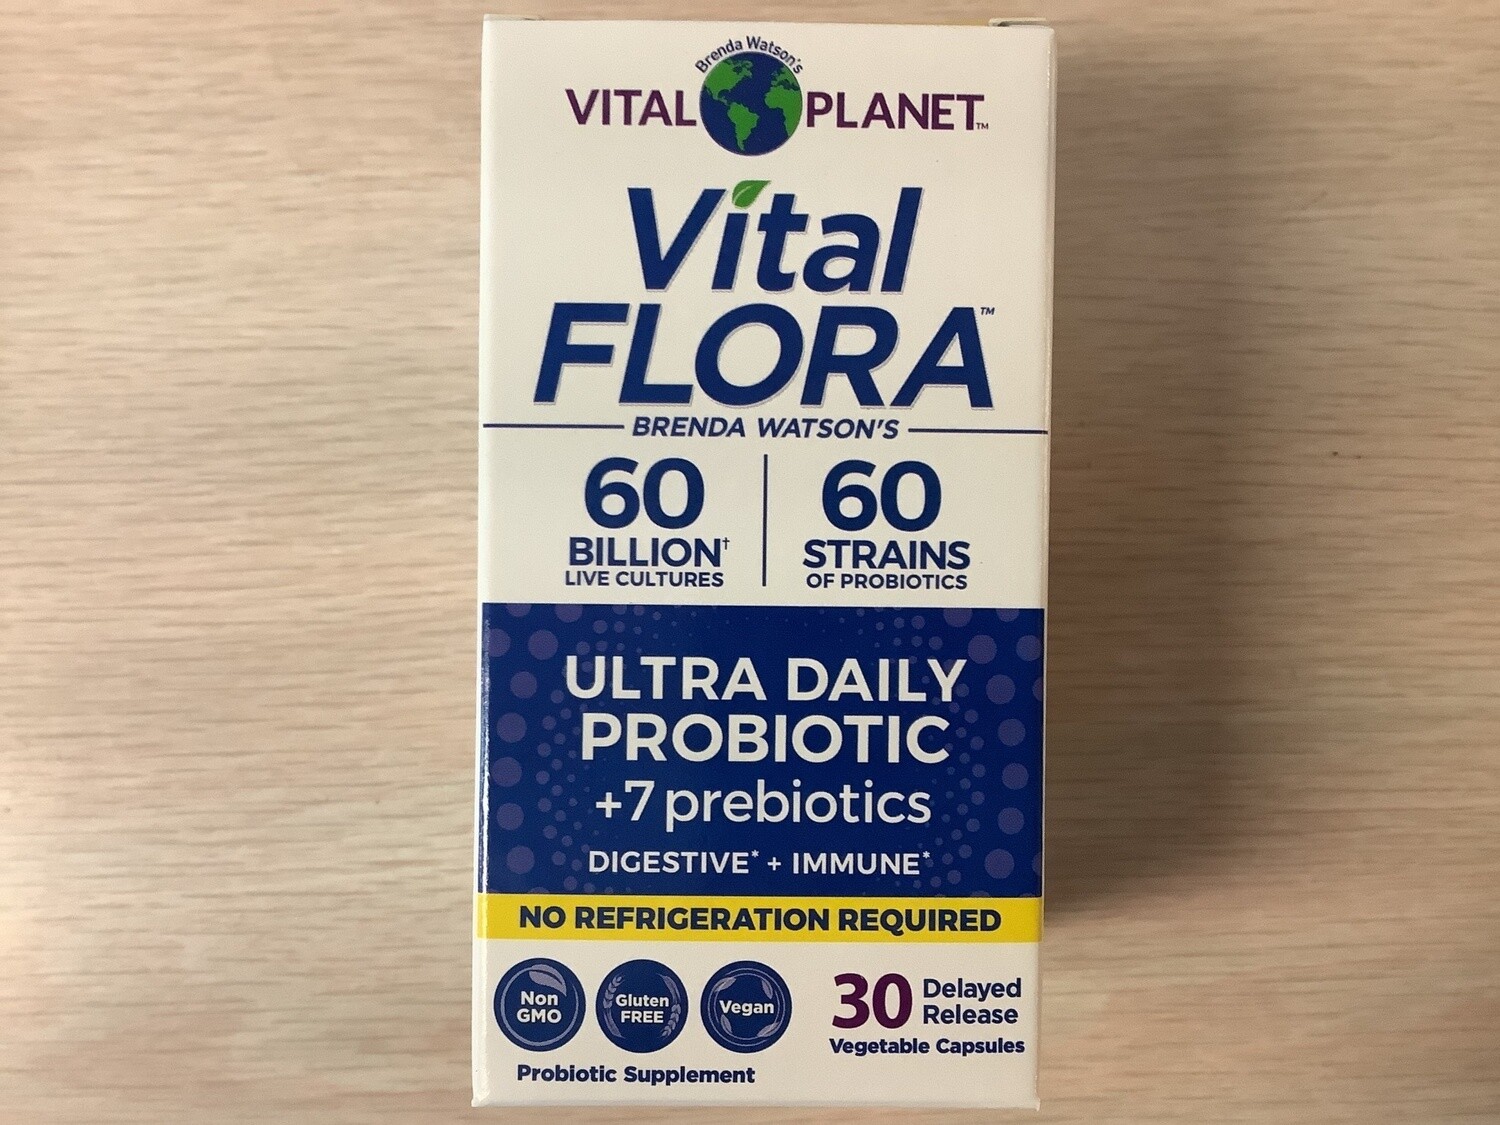 Brenda Watson's
VITAL PLANET™
Vital
FLORA™
BRENDA WATSON'S
60
BILLION†
LIVE CULTURES
60
STRAINS
OF PROBIOTICS
ULTRA DAILY
PROBIOTIC
+7 prebiotics
DIGESTIVE* + IMMUNE*
NO REFRIGERATION REQUIRED
Non
GMO
Gluten
FREE
Vegan
30 Delayed
Release
Vegetable Capsules
Probiotic Supplement